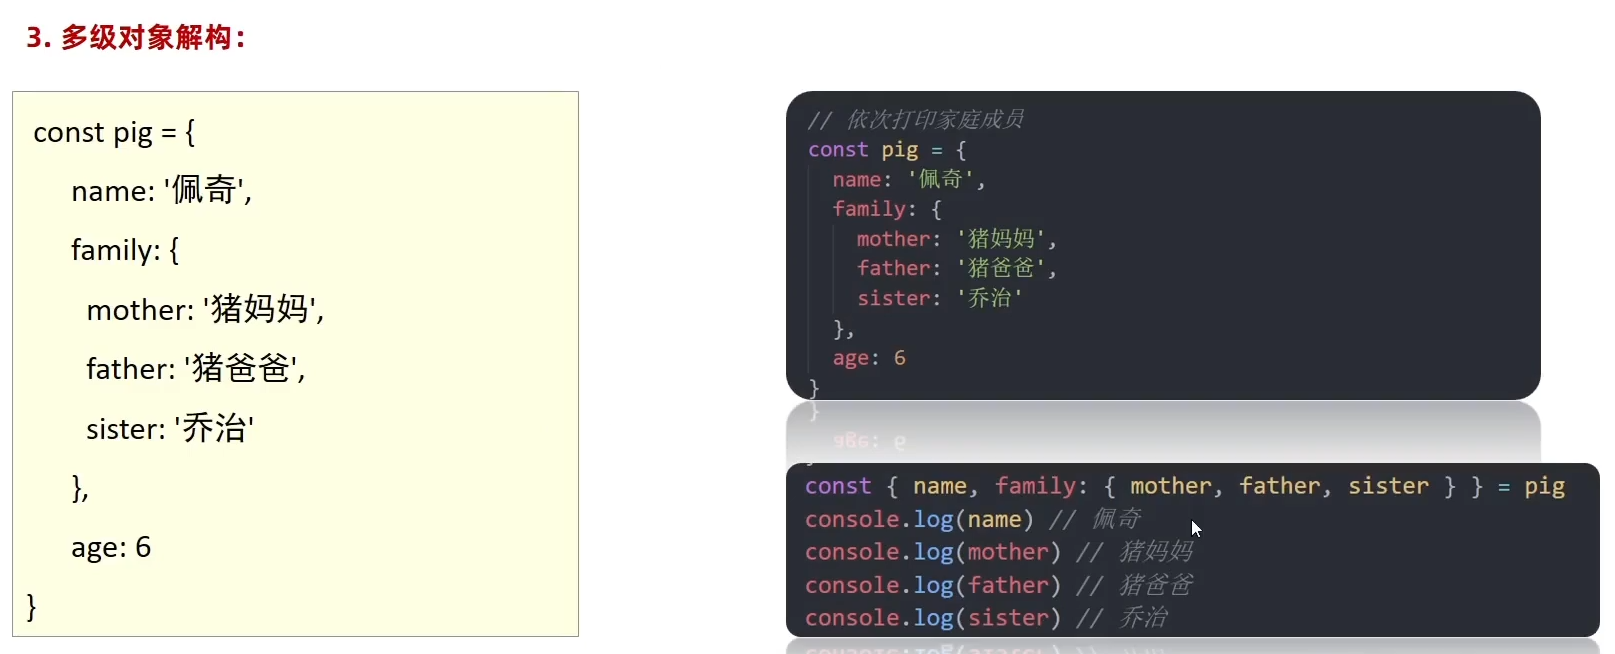 3. 多级对象解构：
const pig = {
name: '佩奇',
family: {
mother: '猪妈妈',
father: '猪爸爸',
sister: '乔治'
},
age: 6
}
// 依次打印家庭成员
const pig = {
name: '佩奇',
family: {
mother: '猪妈妈',
father: '猪爸爸',
sister: '乔治'
},
age: 6
}
const { name, family: { mother, father, sister } } = pig
console.log(name) // 佩奇
console.log(mother) // 猪妈妈
console.log(father) // 猪爸爸
console.log(sister) // 乔治